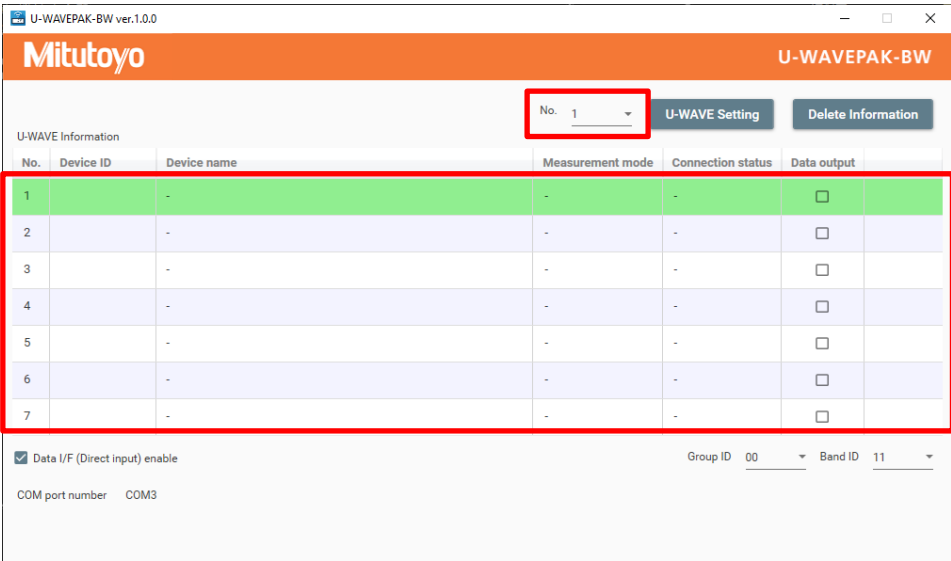 U-WAVEPAK-BW ver.1.0.0
Mitutoyo U-WAVEPAK-BW
No. 1 U-WAVE Setting Delete Information
U-WAVE Information
No. Device ID Device name Measurement mode Connection status Data output
1 - - -
2 - - -
3 - - -
4 - - -
5 - - -
6 - - -
7 - - -
Data I/F (Direct input) enable Group ID 00 Band ID 11
COM port number COM3